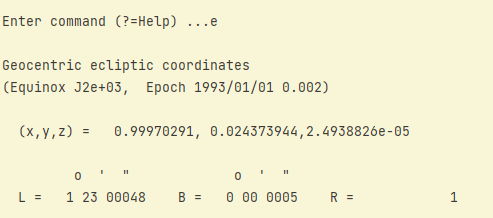 Enter command (?=Help) ...e
Geocentric ecliptic coordinates
(Equinox J2e+03,  Epoch 1993/01/01 0.002)
(x,y,z) =   0.99970291, 0.024373944,2.4938826e-05
o  '  "             o  '  "
L =   1 23 00048    B =   0 00 0005    R =            1